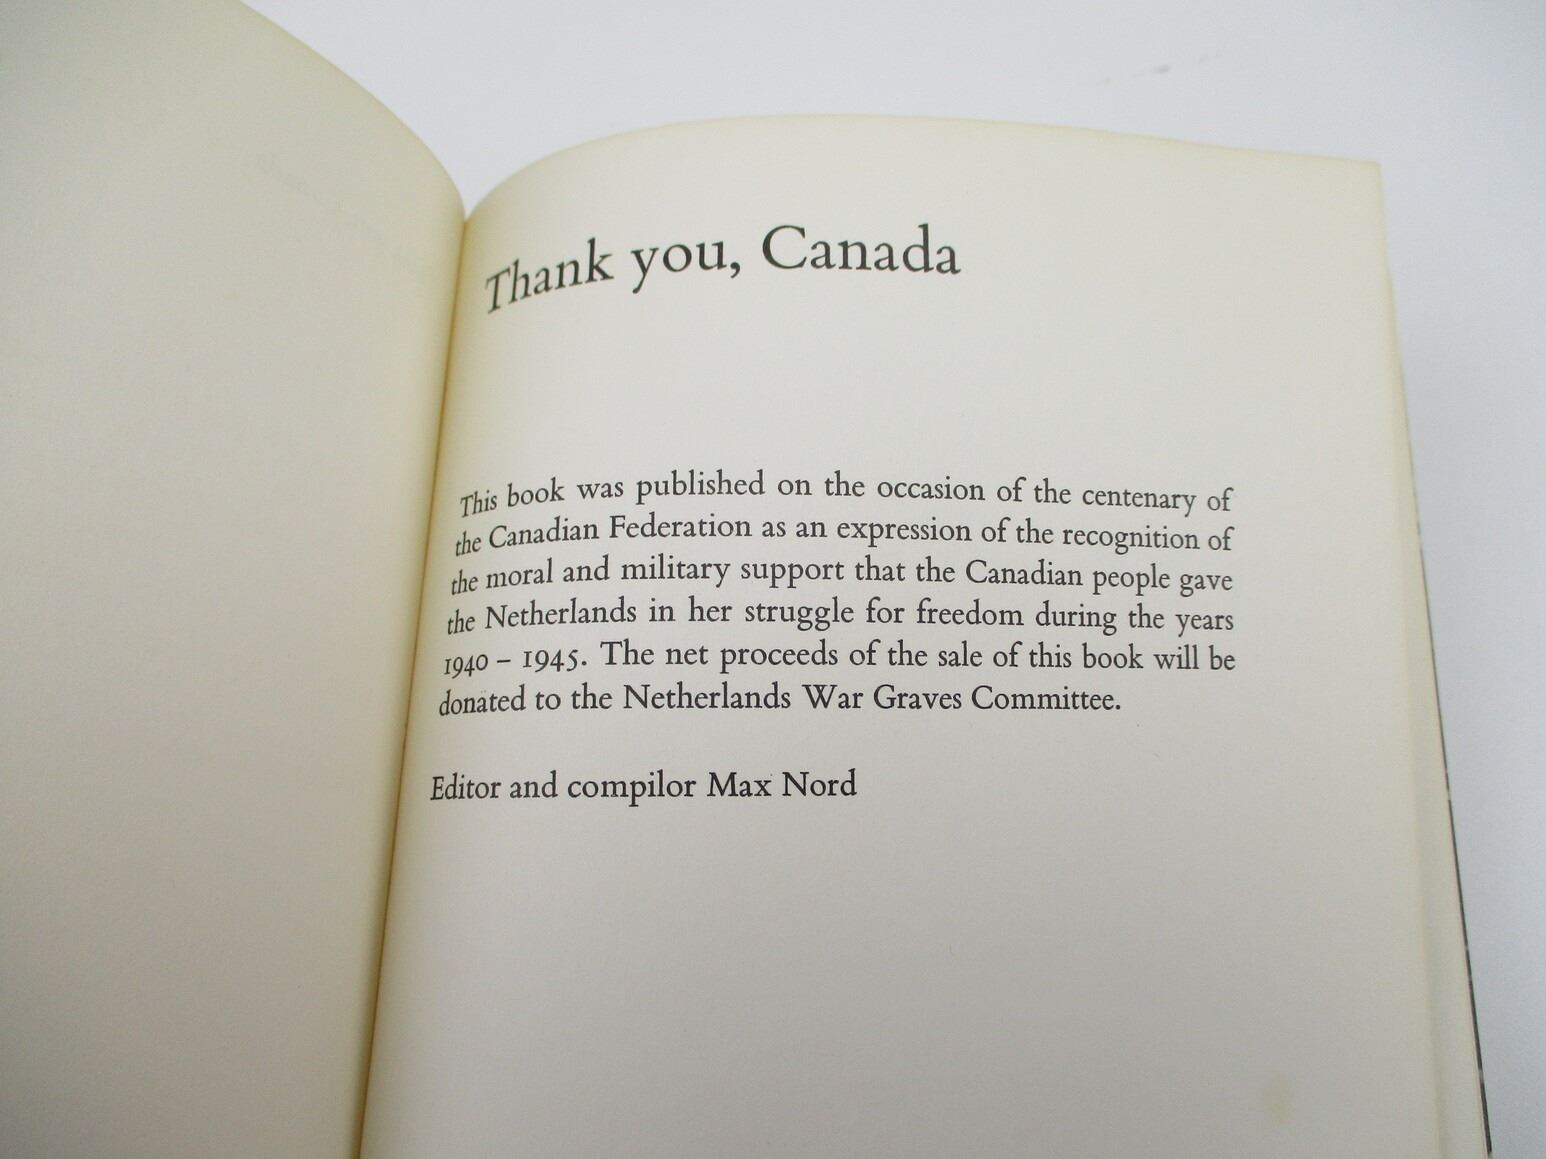 Thank you, Canada
This book was published on the occasion of the centenary of
the Canadian Federation as an expression of the recognition of
the moral and military support that the Canadian people gave
the Netherlands in her struggle for freedom during the years
1940 – 1945. The net proceeds of the sale of this book will be
donated to the Netherlands War Graves Committee.
Editor and compilor Max Nord